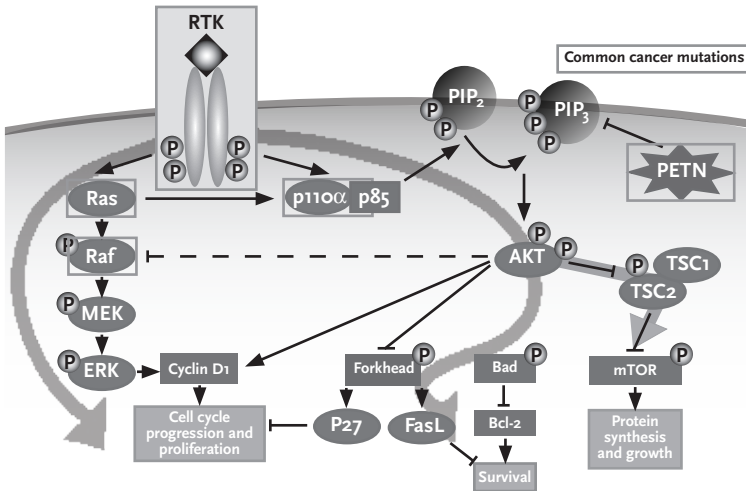 RTK
Common cancer mutations
PIP2
PIP3
P
P
P
P
P
P
P
P
P
PETN
Ras
p110α
p85
P
P
P
Raf
AKT
P
TSC1
TSC2
P
MEK
P
ERK
Cyclin D1
Forkhead
P
Bad
P
mTOR
P
Cell cycle
progression and
proliferation
P27
FasL
Bcl-2
Protein
synthesis
and growth
Survival